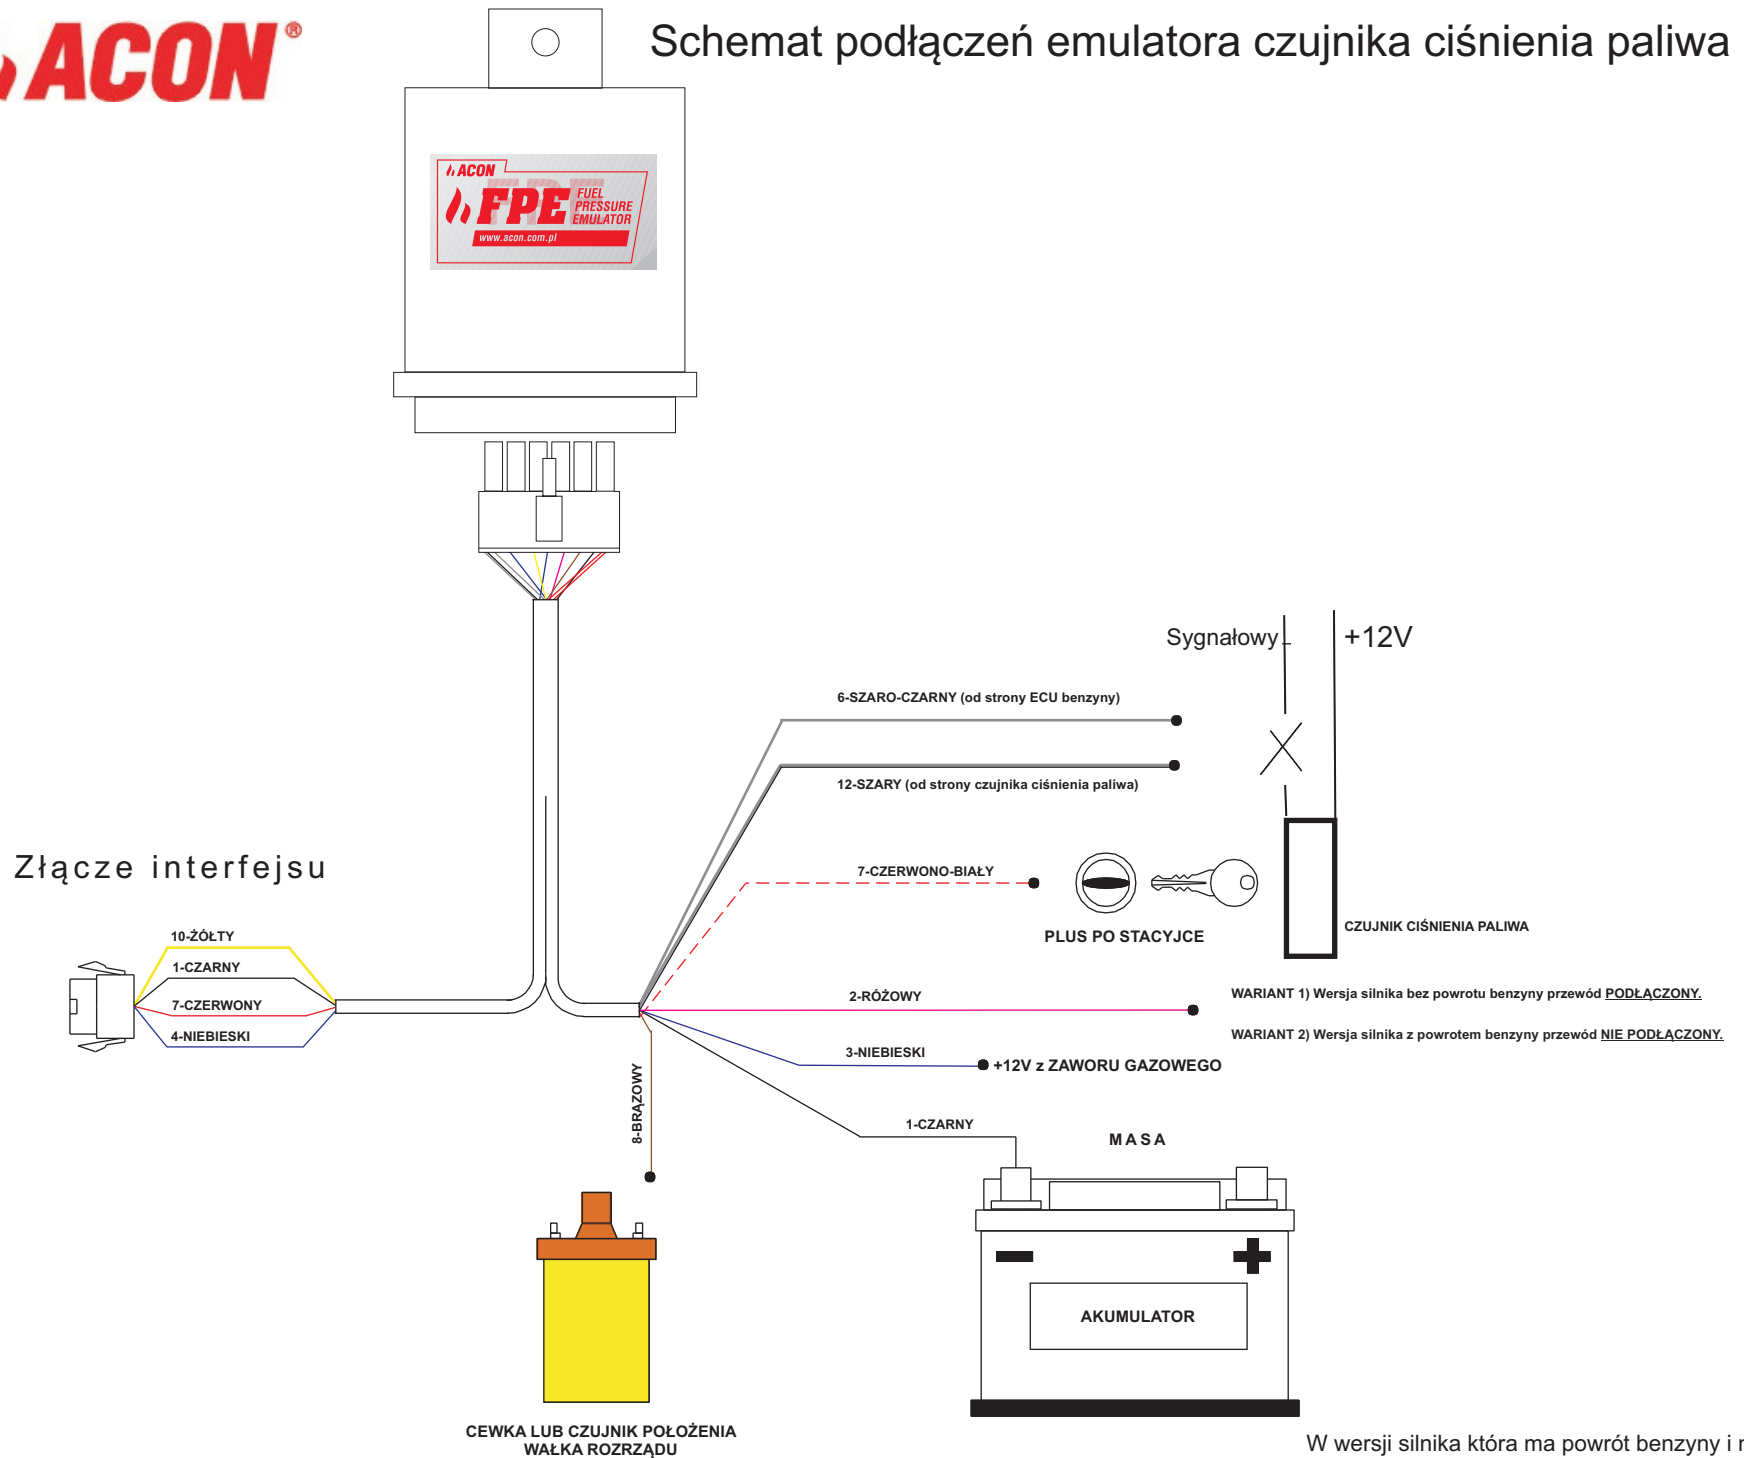 ACON®
Schemat podłączeń emulatora czujnika ciśnienia paliwa
ACON
FPE
FUEL
PRESSURE
EMULATOR
www.acon.com.pl
Sygnałowy
+12V
6-SZARO-CZARNY (od strony ECU benzyny)
12-SZARY (od strony czujnika ciśnienia paliwa)
Złącze interfejsu
7-CZERWONO-BIAŁY
PLUS PO STACYJCE
CZUJNIK CIŚNIENIA PALIWA
10-ŻÓŁTY
1-CZARNY
7-CZERWONY
4-NIEBIESKI
2-RÓŻOWY
WARIANT 1) Wersja silnika bez powrotu benzyny przewód PODŁĄCZONY.
WARIANT 2) Wersja silnika z powrotem benzyny przewód NIE PODŁĄCZONY.
3-NIEBIESKI
+12V z ZAWORU GAZOWEGO
8-BRĄZOWY
1-CZARNY
MASA
AKUMULATOR
CEWKA LUB CZUJNIK POŁOŻENIA
WAŁKA ROZRZĄDU
W wersji silnika która ma powrót benzyny i